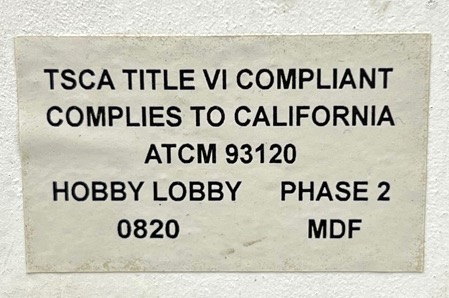 TSCA TITLE VI COMPLIANT
COMPLIES TO CALIFORNIA
ATCM 93120
HOBBY LOBBY PHASE 2
0820 MDF